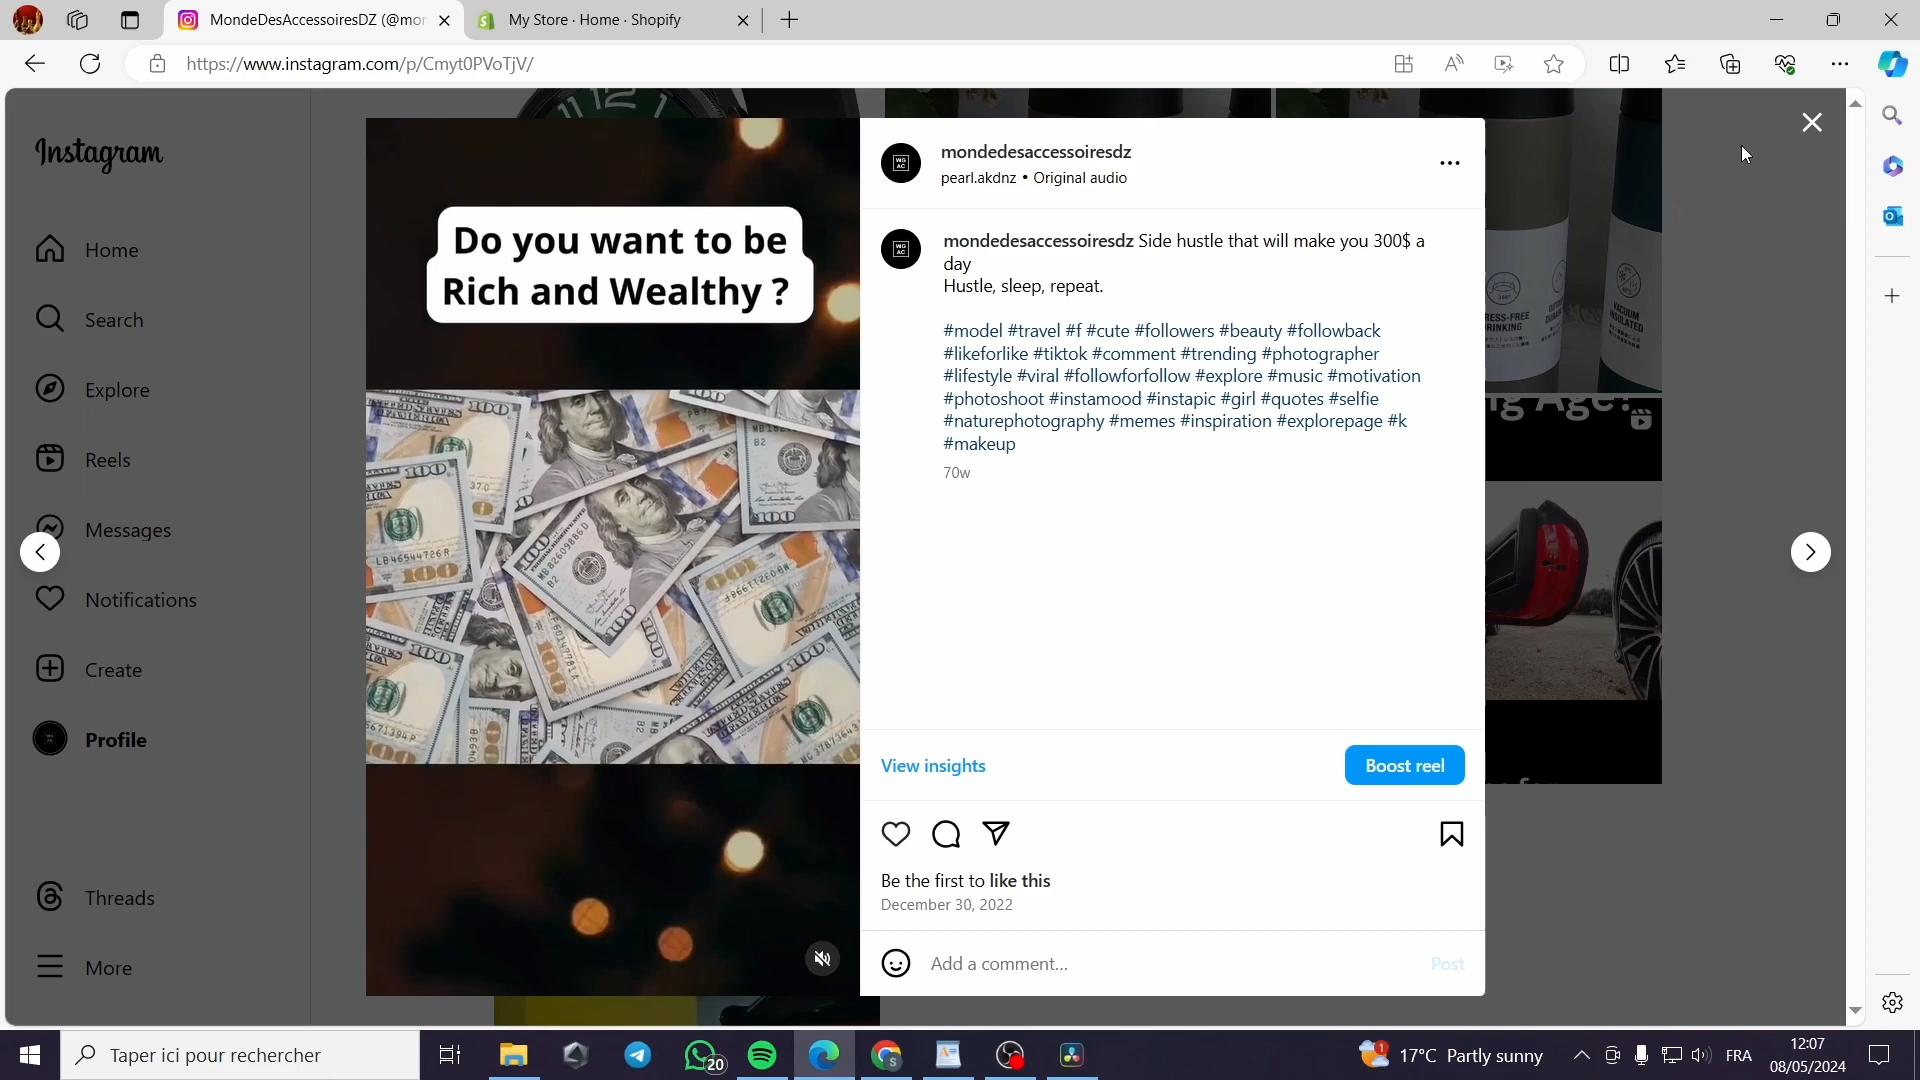 MondeDesAccessoiresDZ (@mor
My Store · Home · Shopify
https://www.instagram.com/p/Cmyt0PVoTjV/
Instagram
Home
Search
Explore
Reels
Messages
Notifications
Create
Profile
Threads
More
Do you want to be
Rich and Wealthy ?
mondedesaccessoiresdz
pearl.akdnz • Original audio
mondedesaccessoiresdz Side hustle that will make you 300$ a
day
Hustle, sleep, repeat.
#model #travel #f #cute #followers #beauty #followback
#likeforlike #tiktok #comment #trending #photographer
#lifestyle #viral #followforfollow #explore #music #motivation
#photoshoot #instamood #instapic #girl #quotes #selfie
#naturephotography #memes #inspiration #explorepage #k
#makeup
70w
View insights
Boost reel
Be the first to like this
December 30, 2022
Add a comment...
Post
Taper ici pour rechercher
20
1
17°C Partly sunny
FRA
12:07
08/05/2024